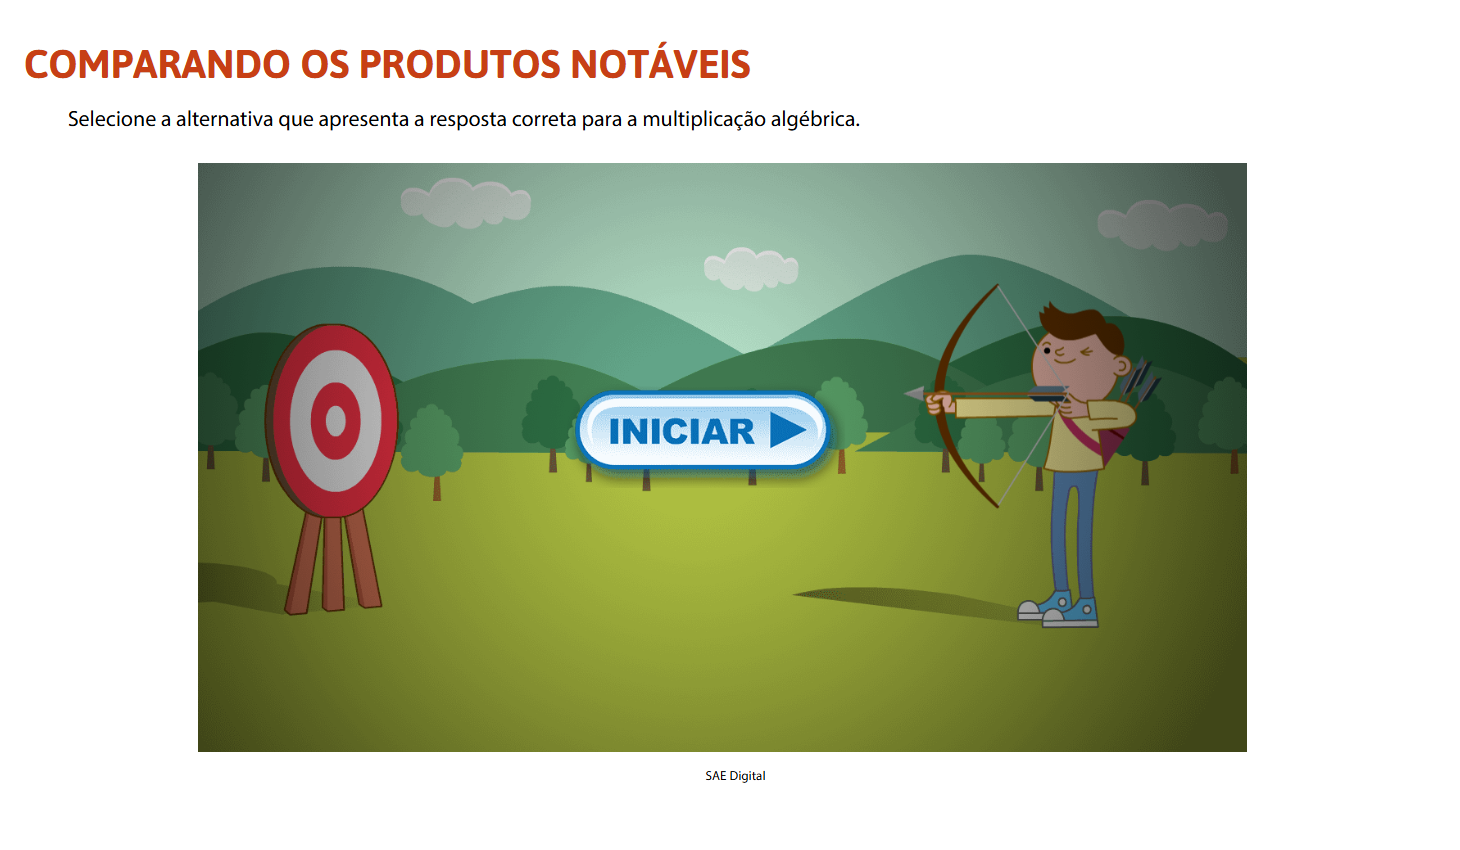 COMPARANDO OS PRODUTOS NOTÁVEIS
Selecione a alternativa que apresenta a resposta correta para a multiplicação algébrica.
INICIAR
SAE Digital